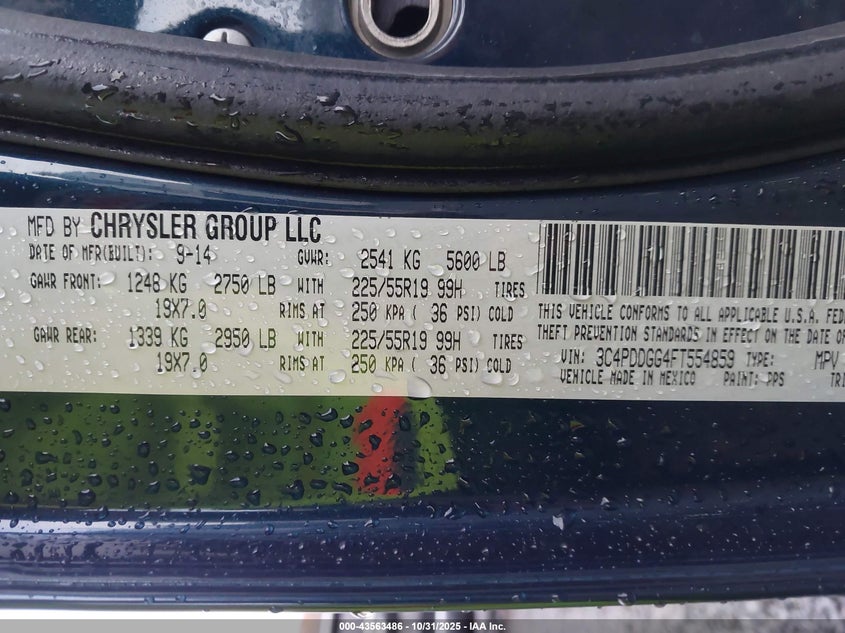 MFD BY CHRYSLER GROUP LLC
DATE OF MFR(BUILT): 9-14 GVWR: 2541 KG 5600 LB
GAWR FRONT: 1248 KG 2750 LB WITH 225/55R19 99H TIRES
19X7.0 RIMS AT 250 KPA ( 36 PSI) COLD
GAWR REAR: 1339 KG 2950 LB WITH 225/55R19 99H TIRES
19X7.0 RIMS AT 250 KPA ( 36 PSI) COLD
THIS VEHICLE CONFORMS TO ALL APPLICABLE U.S.A. FED
THEFT PREVENTION STANDARDS IN EFFECT ON THE DATE OF
VIN: 3C4PDDGG4FT554859 TYPE: MPV
VEHICLE MADE IN MEXICO PAINT: PPS TRI
000-43563486 - 10/31/2025 - IAA Inc.